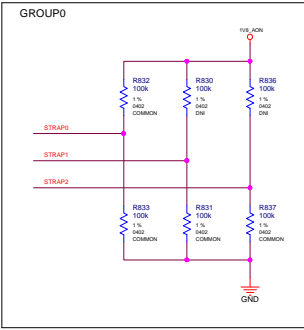 GROUP0
1V8_AON
R832
100k
1 %
0402
COMMON
R830
100k
1 %
0402
DNI
R836
100k
1 %
0402
DNI
STRAP0
STRAP1
STRAP2
R833
100k
1 %
0402
COMMON
R831
100k
1 %
0402
COMMON
R837
100k
1 %
0402
COMMON
GND